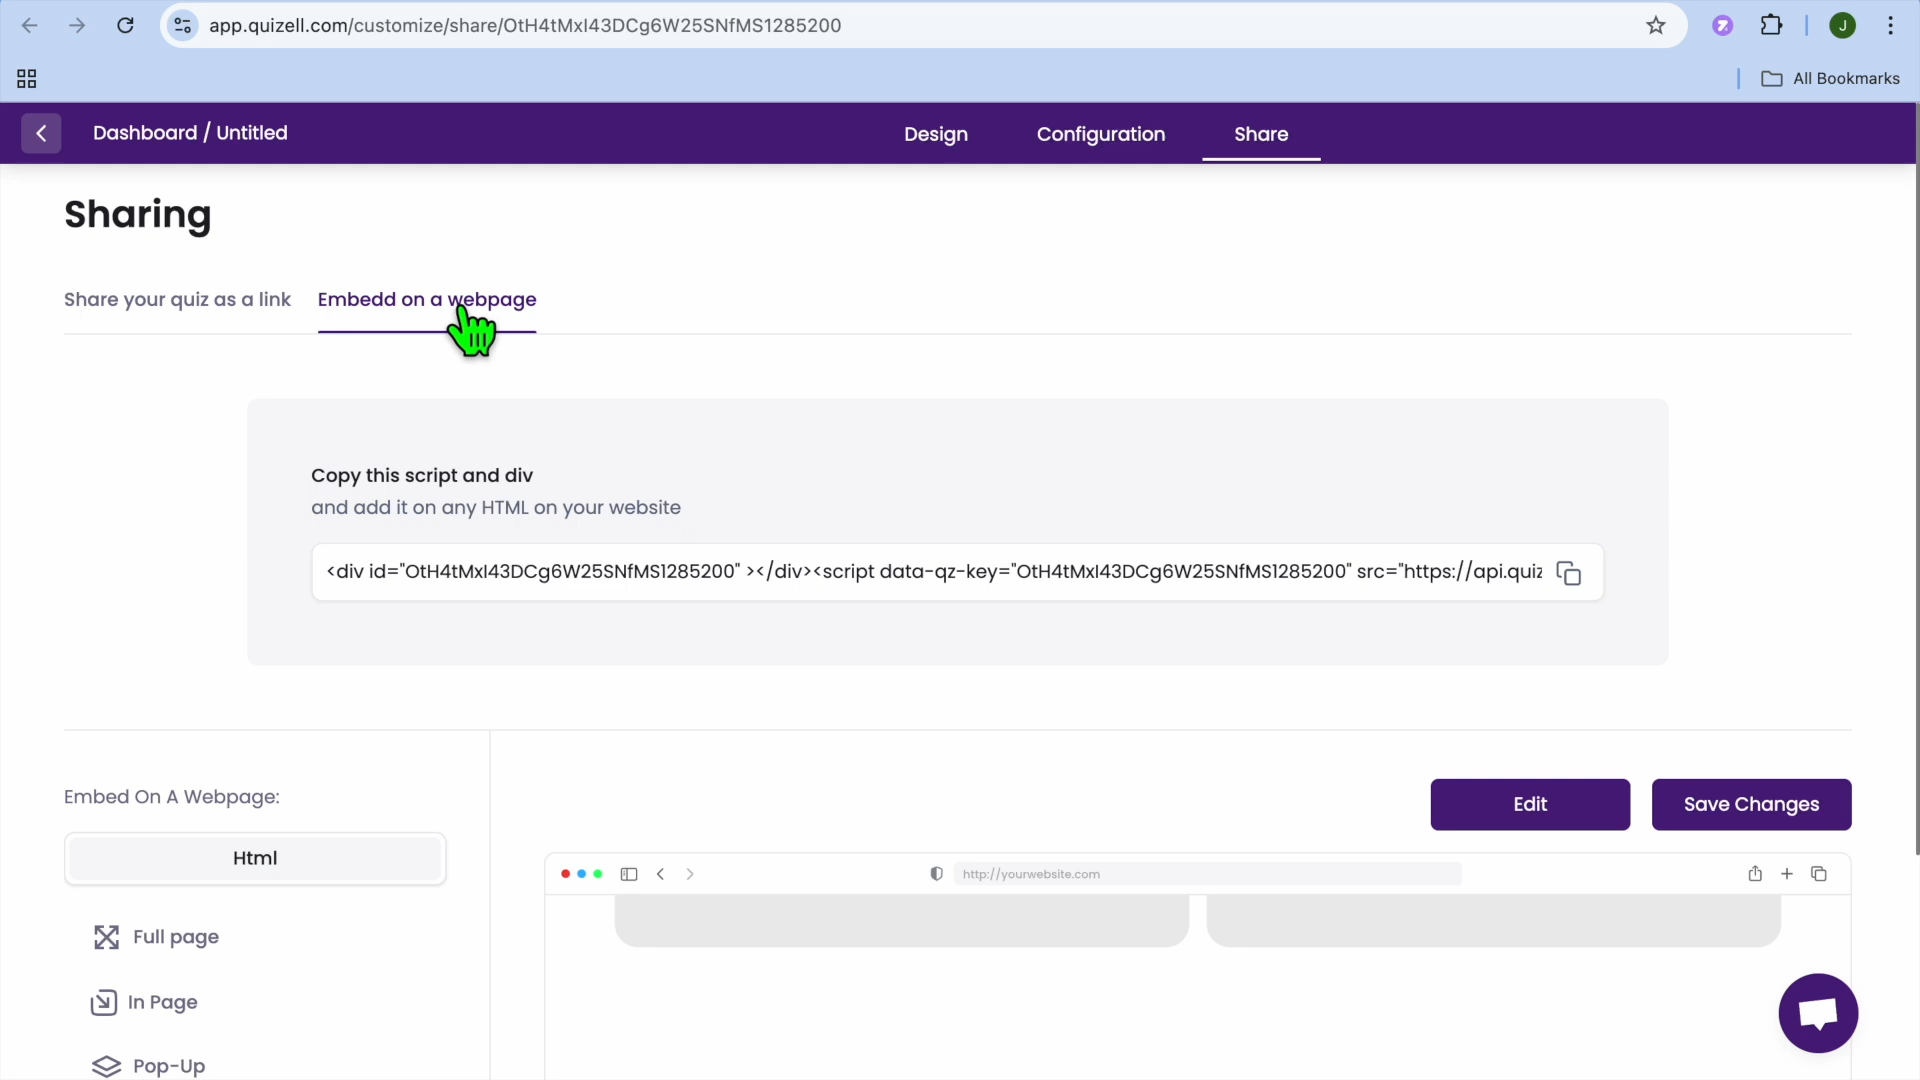 app.quizell.com/customize/share/OtH4tMxI43DCg6W25SNfMS1285200
J
All Bookmarks
Dashboard / Untitled
Design
Configuration
Share
Sharing
Share your quiz as a link
Embedd on a webpage
Copy this script and div
and add it on any HTML on your website
<div id="OtH4tMxI43DCg6W25SNfMS1285200" ></div><script data-qz-key="OtH4tMxI43DCg6W25SNfMS1285200" src="https://api.quiz
Embed On A Webpage:
Edit
Save Changes
Html
http://yourwebsite.com
Full page
In Page
Pop-Up